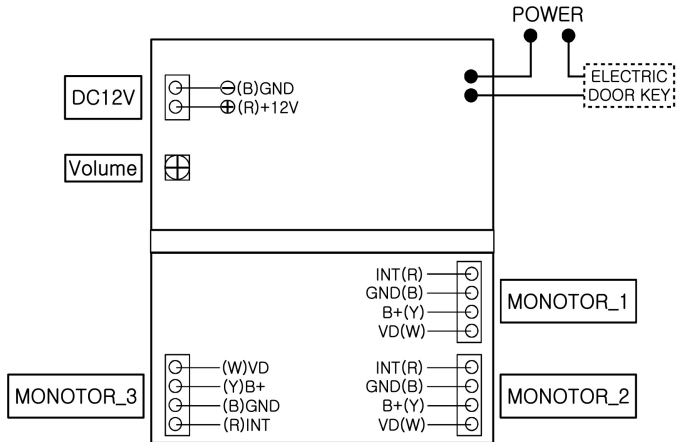 POWER
DC12V
⊖(B)GND
⊕(R)+12V
ELECTRIC
DOOR KEY
Volume
INT(R)
GND(B)
B+(Y)
VD(W)
MONOTOR_1
MONOTOR_3
(W)VD
(Y)B+
(B)GND
(R)INT
INT(R)
GND(B)
B+(Y)
VD(W)
MONOTOR_2